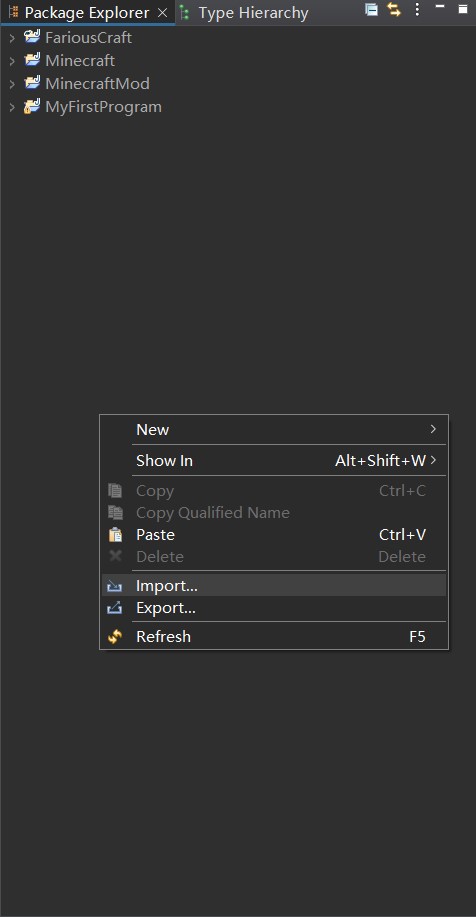 Package Explorer Type Hierarchy
FariousCraft
Minecraft
MinecraftMod
MyFirstProgram
New
Show In Alt+Shift+W
Copy Ctrl+C
Copy Qualified Name
Paste Ctrl+V
Delete Delete
Import...
Export...
Refresh F5